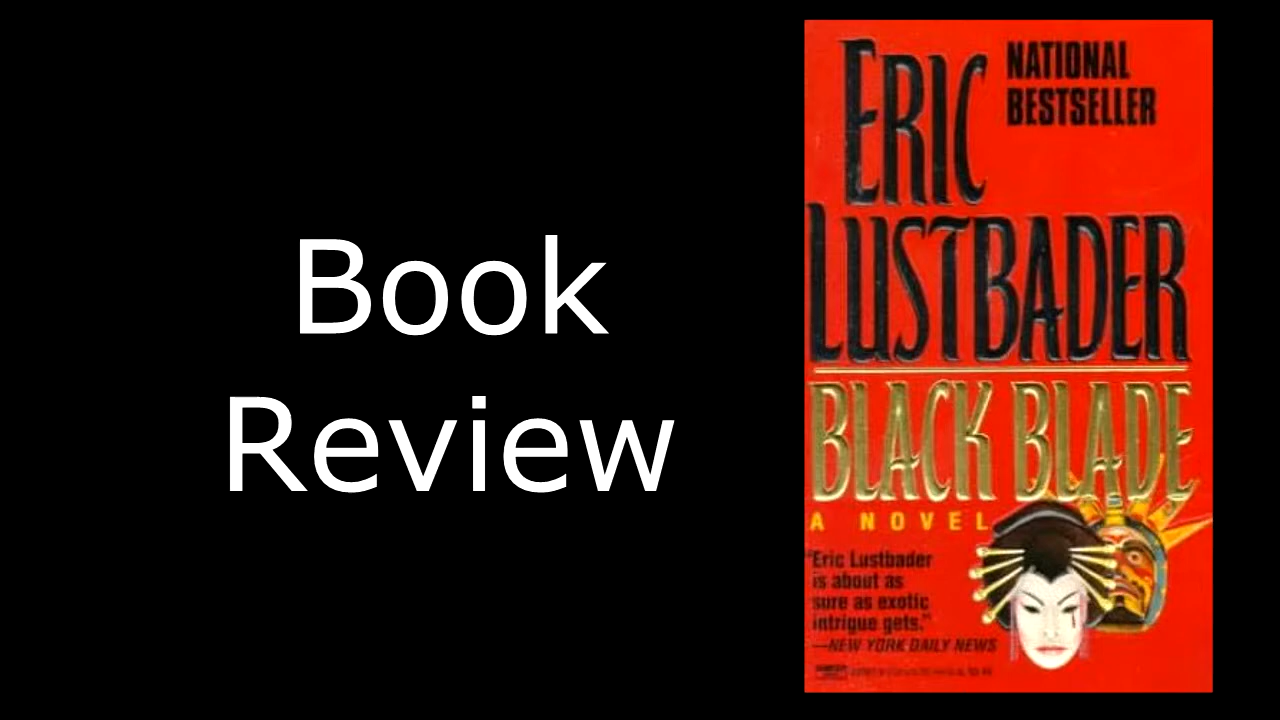 Book
Review
ERIC
NATIONAL
BESTSELLER
LUSTBADER
BLACK BLADE
A NOVEL
"Eric Lustbader
is about as
sure as exotic
intrigue gets."
—NEW YORK DAILY NEWS